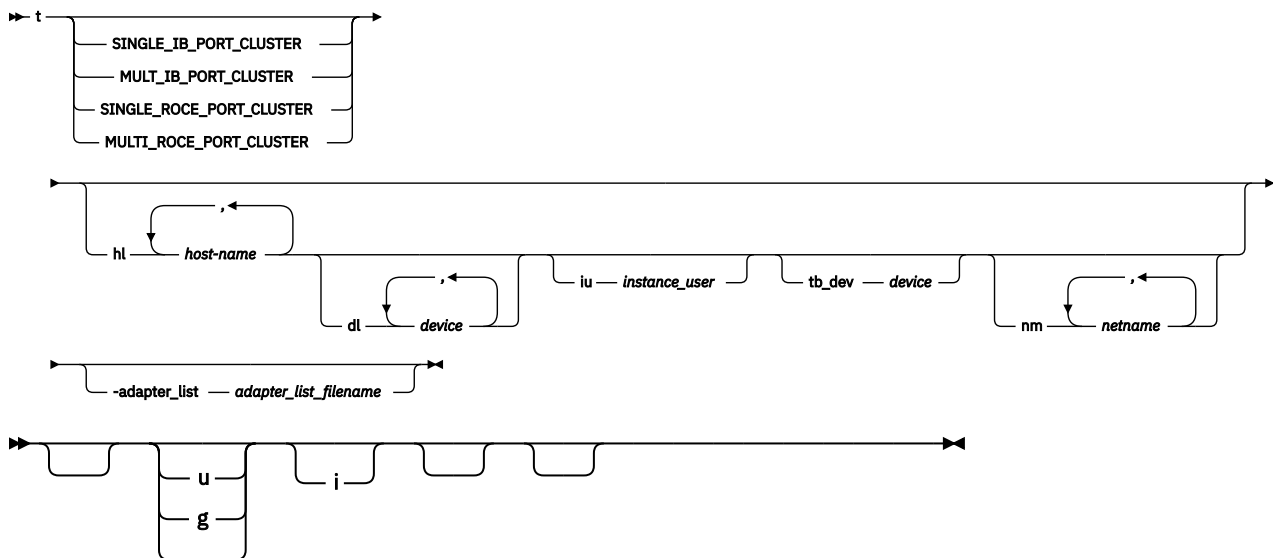 t
SINGLE_IB_PORT_CLUSTER
MULT_IB_PORT_CLUSTER
SINGLE_ROCE_PORT_CLUSTER
MULTI_ROCE_PORT_CLUSTER
,
hl host-name
iu instance_user tb_dev device
, ,
dl device nm netname
-adapter_list adapter_list_filename
u
i
g